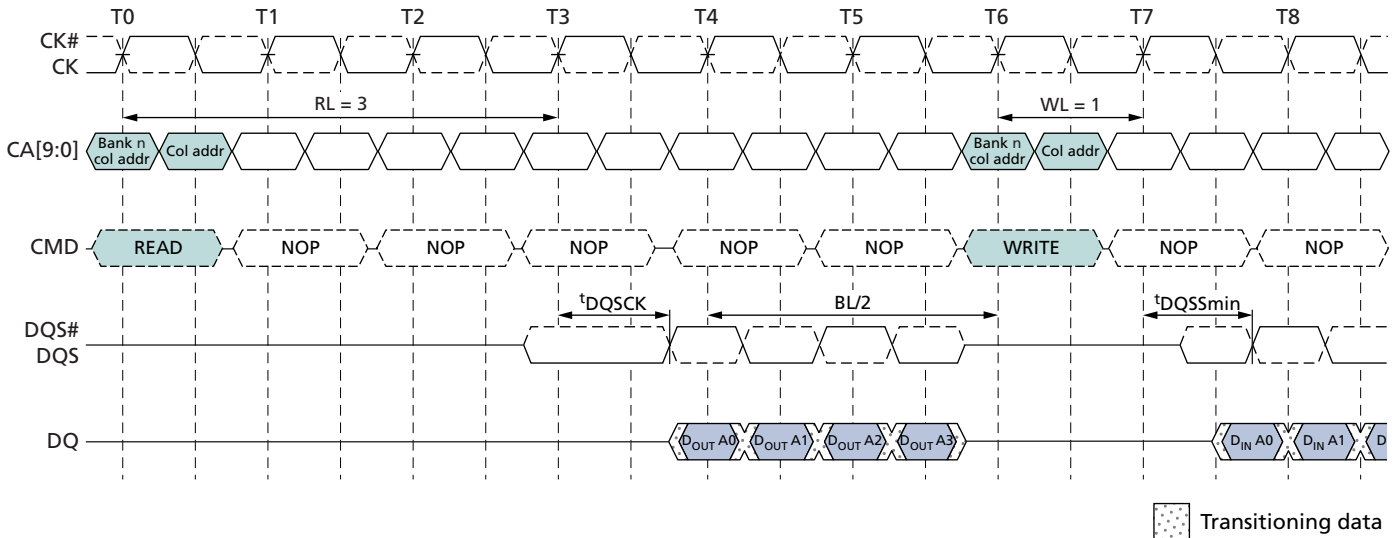 T0 T1 T2 T3 T4 T5 T6 T7 T8
CK#
CK
RL = 3 WL = 1
CA[9:0]
Bank n
col addr
Col addr
Bank n
col addr
Col addr
CMD READ NOP NOP NOP NOP NOP WRITE NOP NOP
tDQSCK BL/2 tDQSSmin
DQS#
DQS
DQ DOUT A0 DOUT A1 DOUT A2 DOUT A3 DIN A0 DIN A1 D
Transitioning data